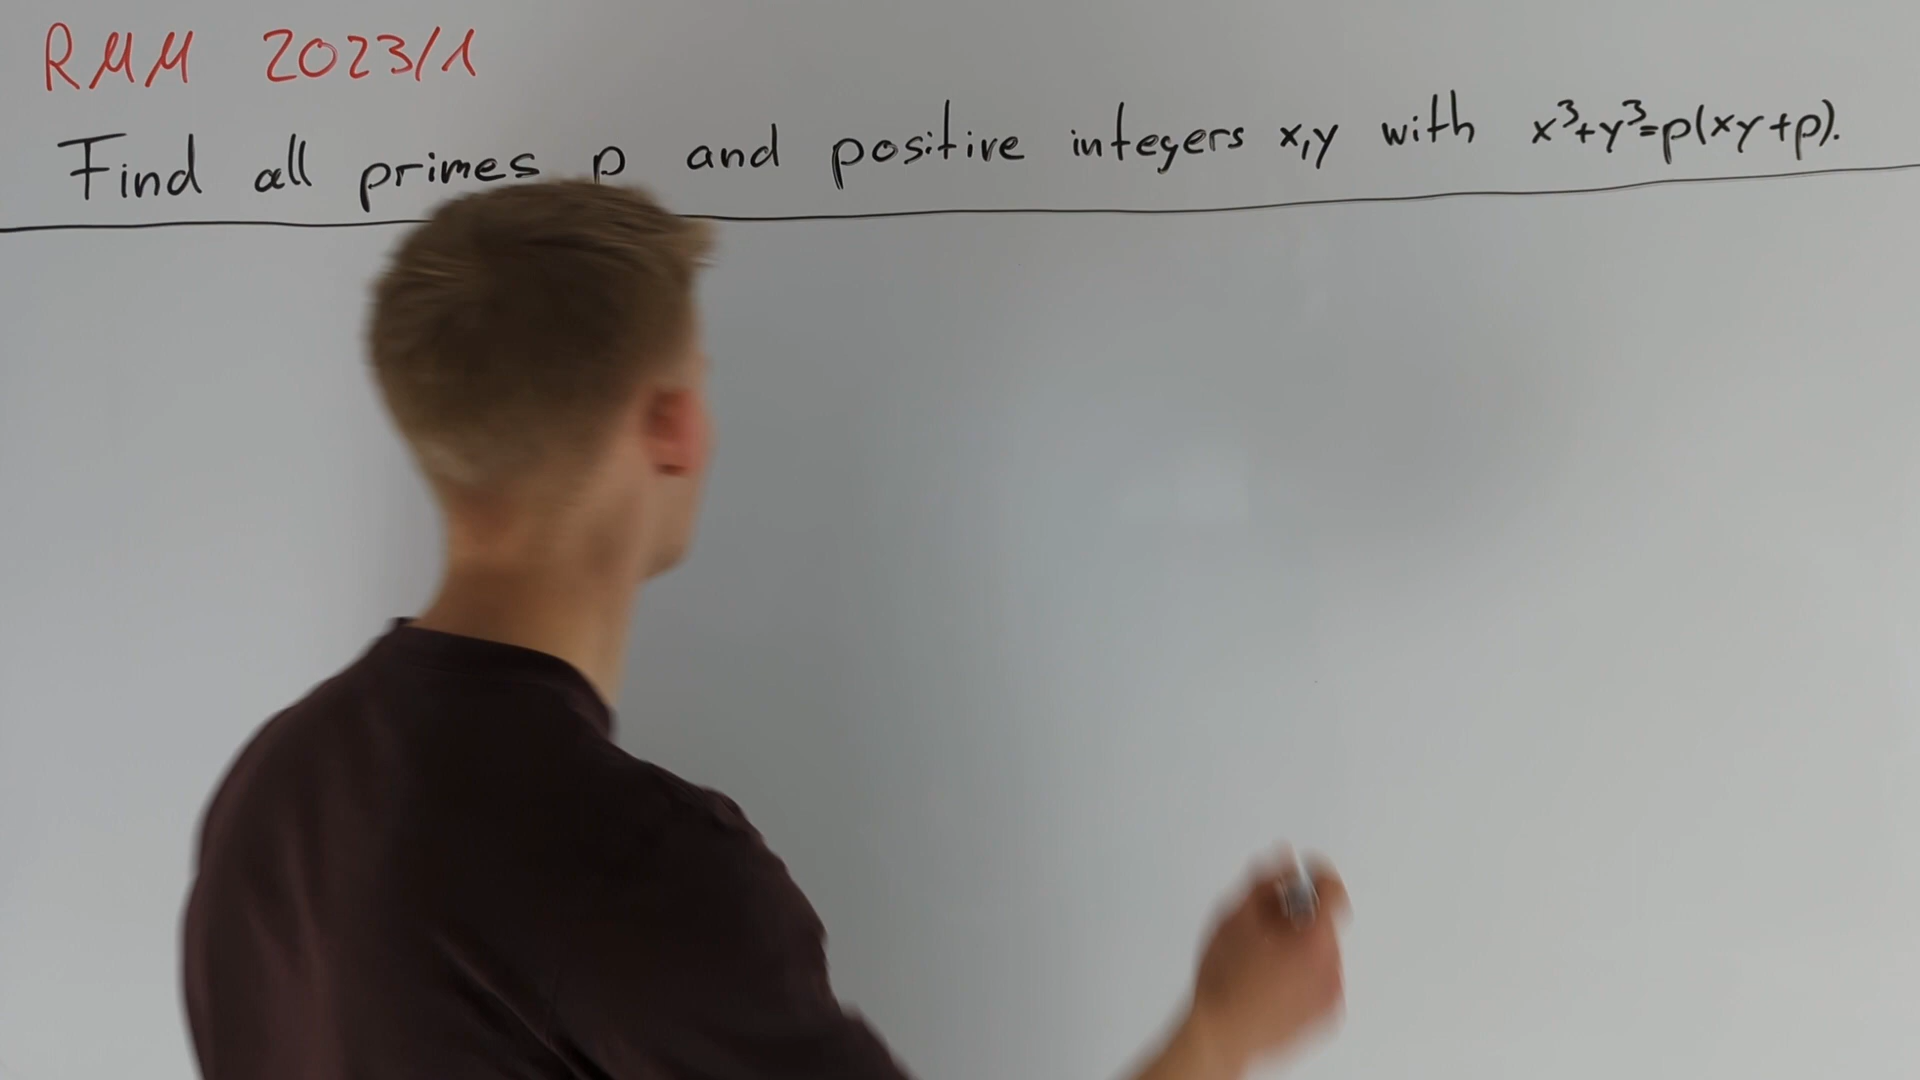 RMM 2023/1
Find all primes p and positive integers x,y with x³+y³=p(xy+p).